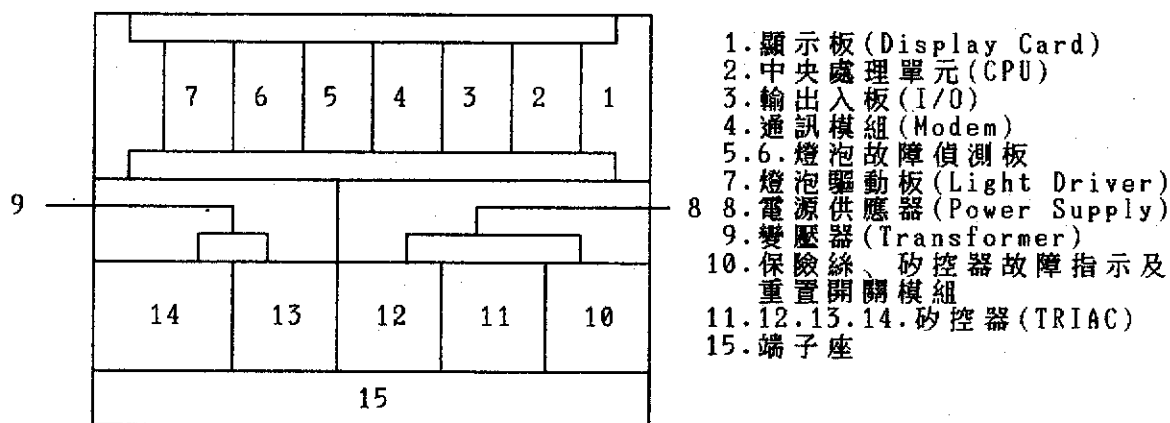 7 6 5 4 3 2 1
9 8
14 13 12 11 10
15
1.顯示板(Display Card)
2.中央處理單元(CPU)
3.輸出入板(I/O)
4.通訊模組(Modem)
5.6.燈泡故障偵測板
7.燈泡驅動板(Light Driver)
8.電源供應器(Power Supply)
9.變壓器(Transformer)
10.保險絲、矽控器故障指示及
重置開關模組
11.12.13.14.矽控器(TRIAC)
15.端子座